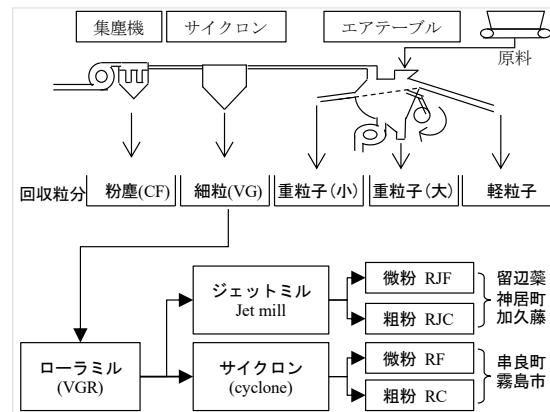 集塵機
サイクロン
エアテーブル
原料
回収粒分
粉塵(CF)
細粒(VG)
重粒子(小)
重粒子(大)
軽粒子
ジェットミル
Jet mill
微粉 RJF
粗粉 RJC
留辺蘂
神居町
加久藤
ローラミル
(VGR)
サイクロン
(cyclone)
微粉 RF
粗粉 RC
串良町
霧島市